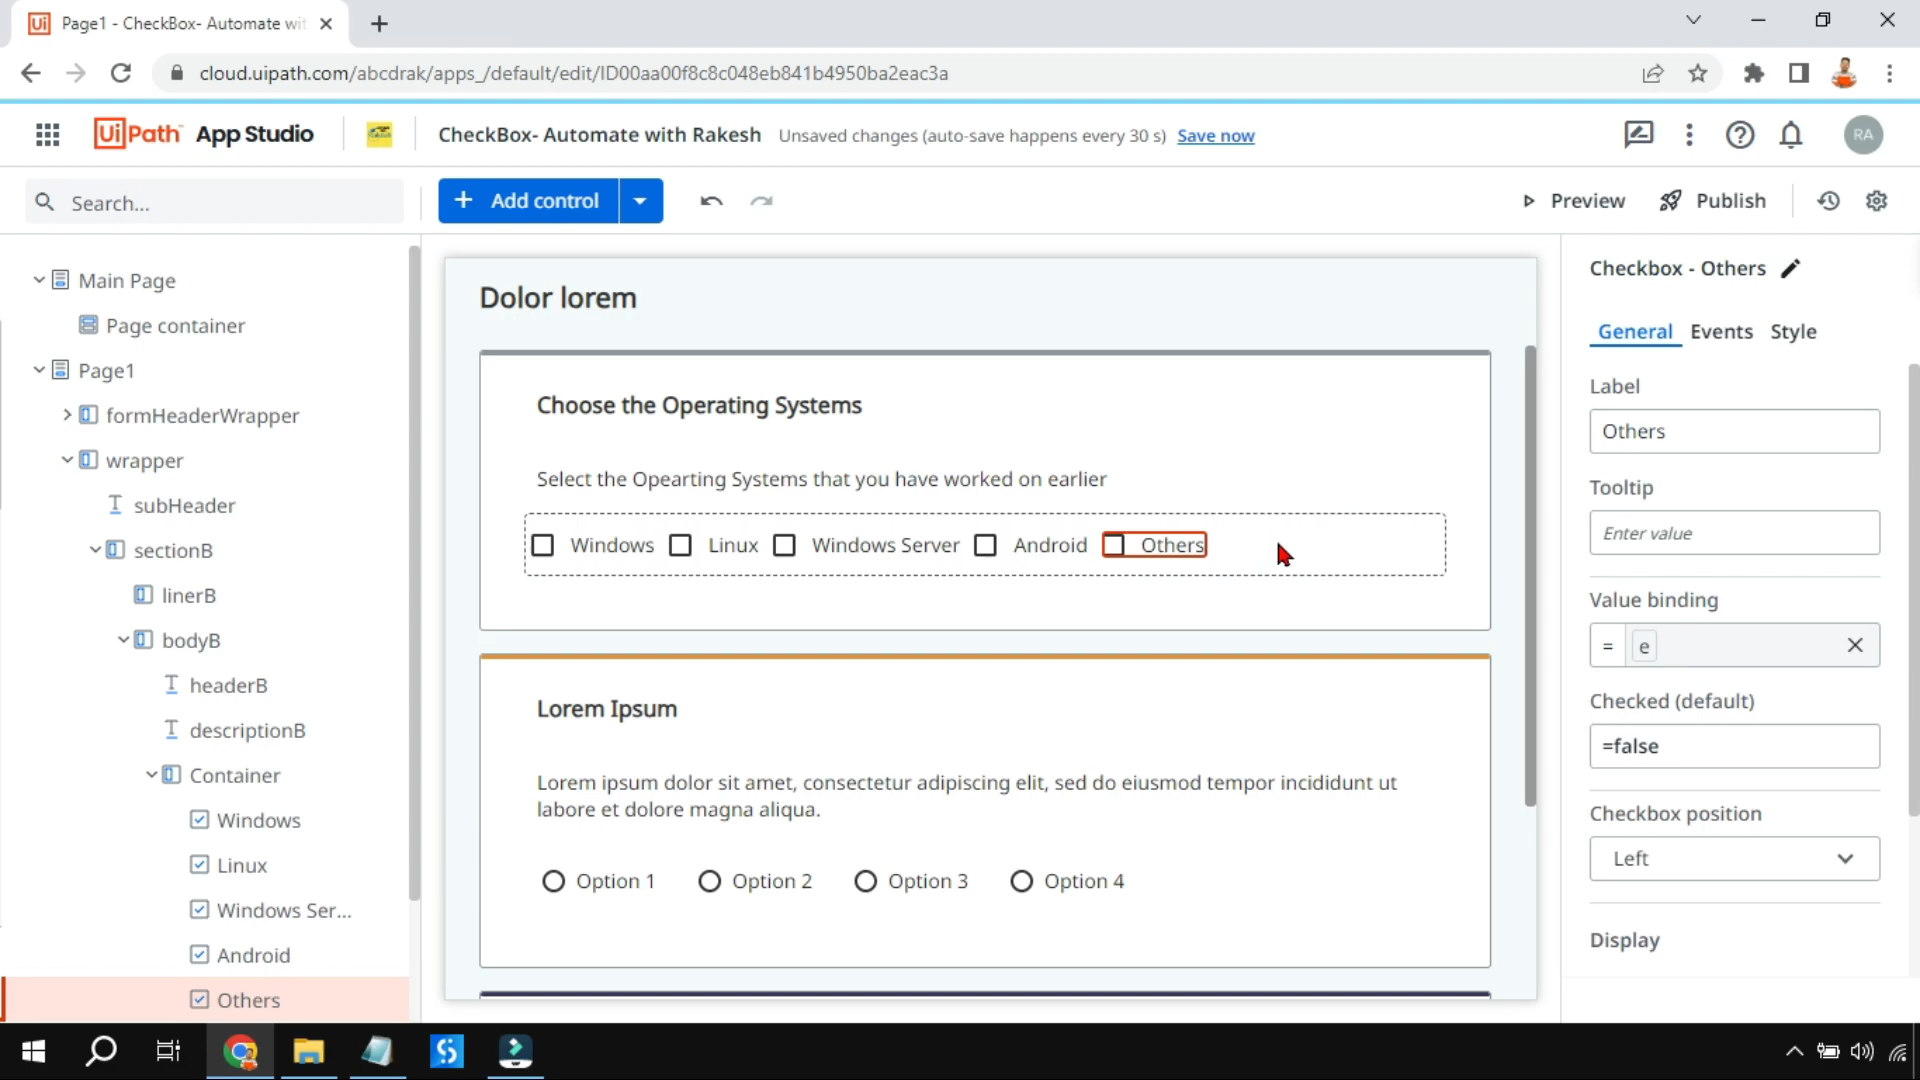 Page1 - CheckBox- Automate wit
cloud.uipath.com/abcdrak/apps_/default/edit/ID00aa00f8c8c048eb841b4950ba2eac3a
UiPath App Studio
CheckBox- Automate with Rakesh
Unsaved changes (auto-save happens every 30 s) Save now
RA
Search...
+ Add control
Preview
Publish
Main Page
Page container
Page1
formHeaderWrapper
wrapper
subHeader
sectionB
linerB
bodyB
headerB
descriptionB
Container
Windows
Linux
Windows Ser...
Android
Others
Dolor lorem
Choose the Operating Systems
Select the Opearting Systems that you have worked on earlier
Windows Linux Windows Server Android Others
Lorem Ipsum
Lorem ipsum dolor sit amet, consectetur adipiscing elit, sed do eiusmod tempor incididunt ut
labore et dolore magna aliqua.
Option 1 Option 2 Option 3 Option 4
Checkbox - Others
General Events Style
Label
Others
Tooltip
Enter value
Value binding
= e
Checked (default)
=false
Checkbox position
Left
Display